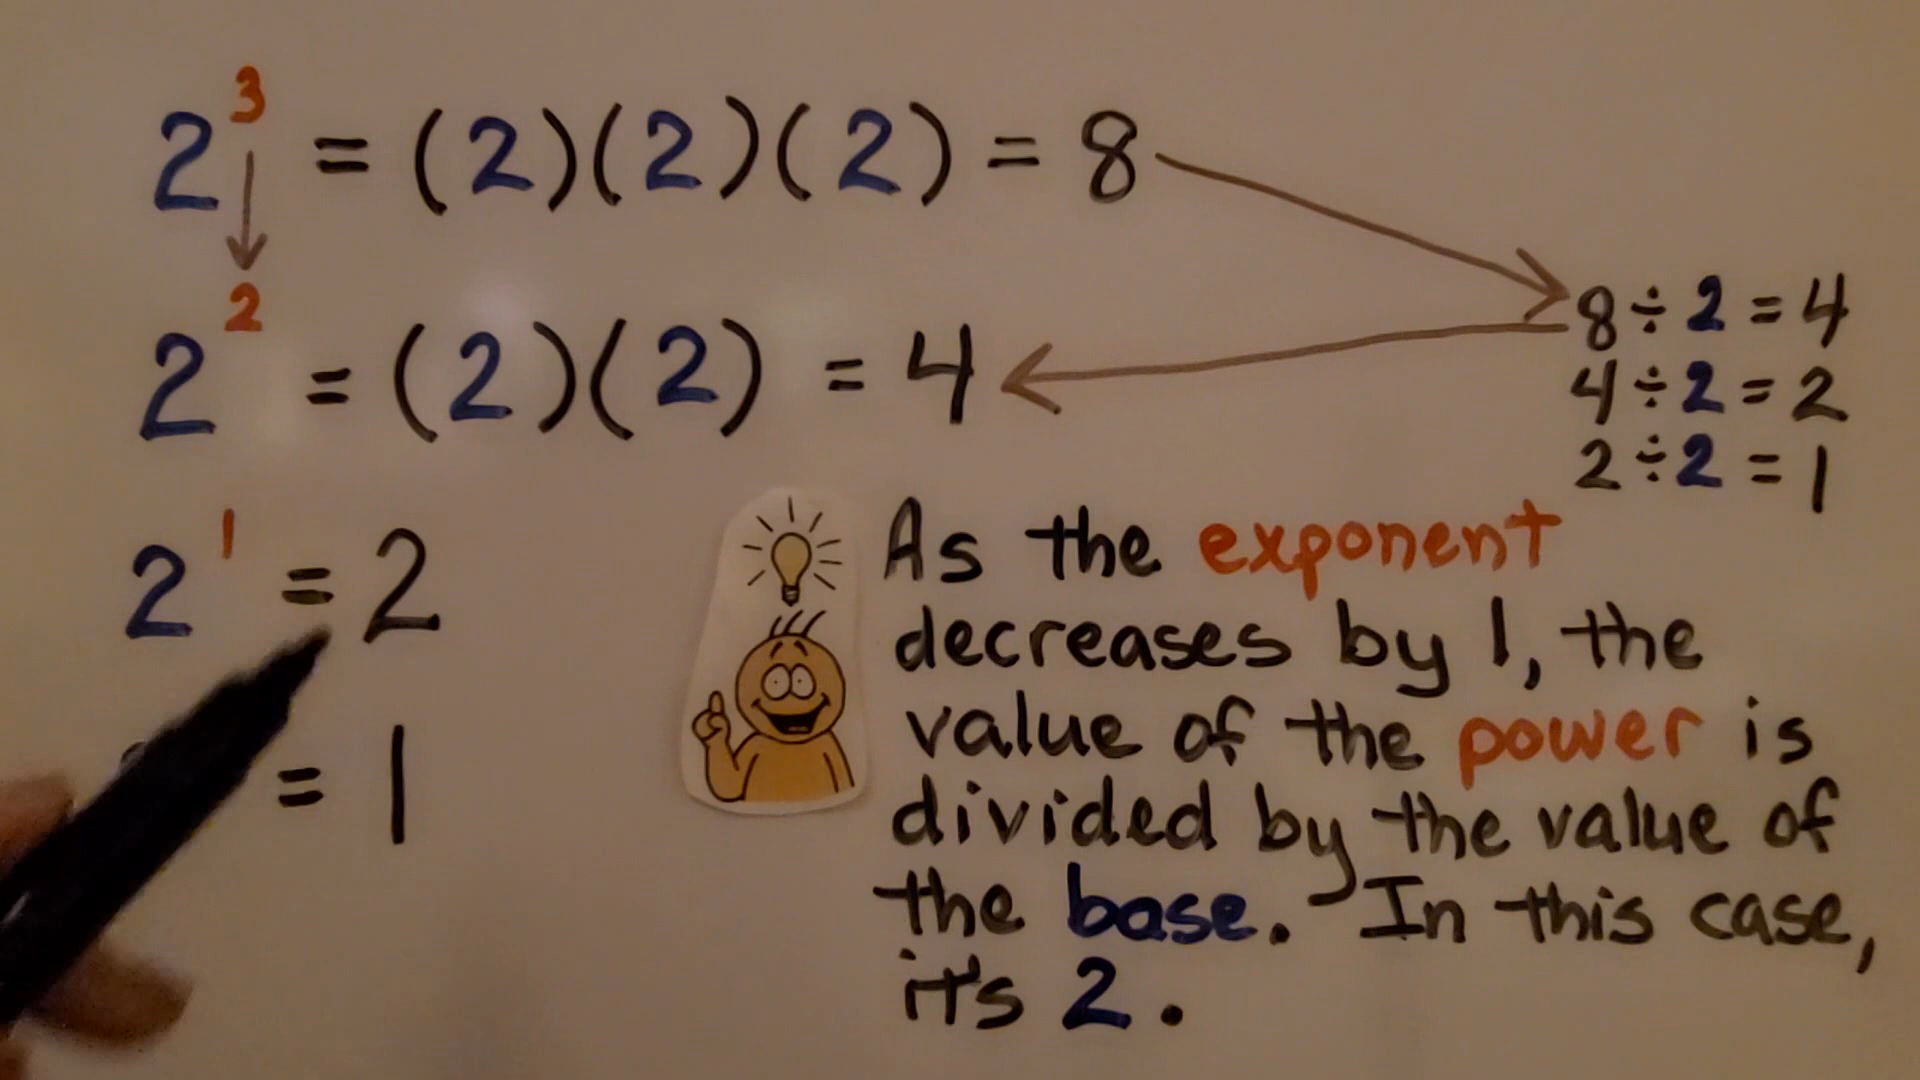 2³ = (2)(2)(2) = 8
2² = (2)(2) = 4
8 ÷ 2 = 4
4 ÷ 2 = 2
2 ÷ 2 = 1
2¹ = 2
= 1
As the exponent
decreases by 1, the
value of the power is
divided by the value of
the base. In this case,
it's 2.